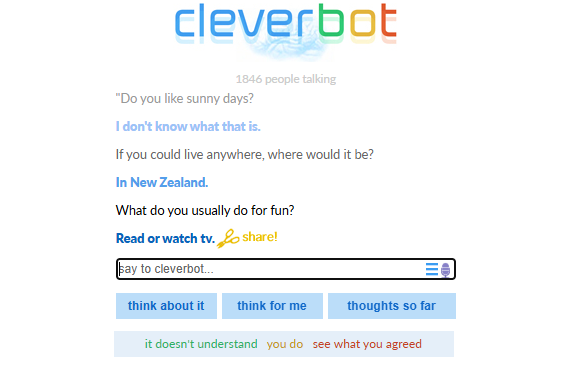 cleverbot
1846 people talking
"Do you like sunny days?
I don't know what that is.
If you could live anywhere, where would it be?
In New Zealand.
What do you usually do for fun?
Read or watch tv. share!
say to cleverbot...
think about it think for me thoughts so far
it doesn't understand you do see what you agreed